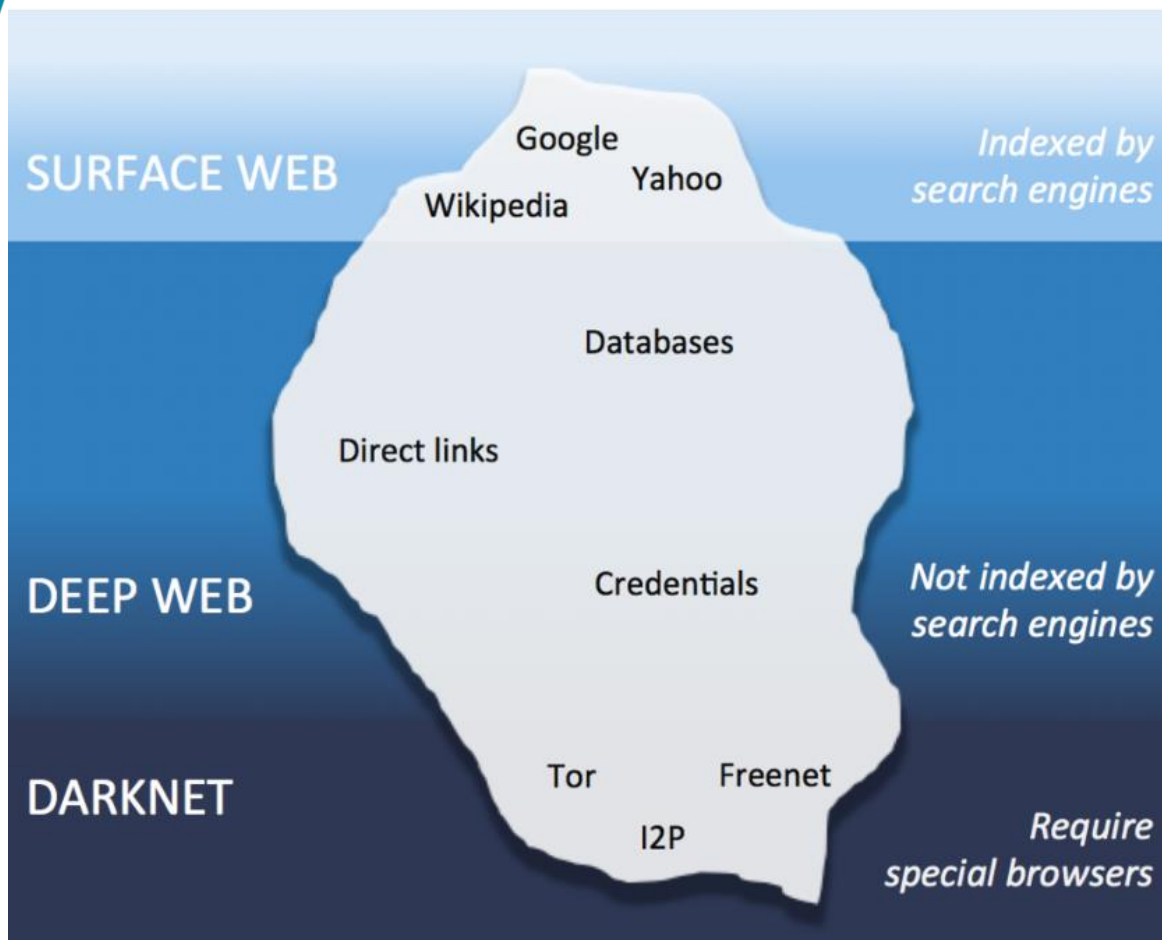 Google
Yahoo
Wikipedia
SURFACE WEB
Indexed by
search engines
Databases
Direct links
Credentials
DEEP WEB
Not indexed by
search engines
Tor
Freenet
I2P
DARKNET
Require
special browsers